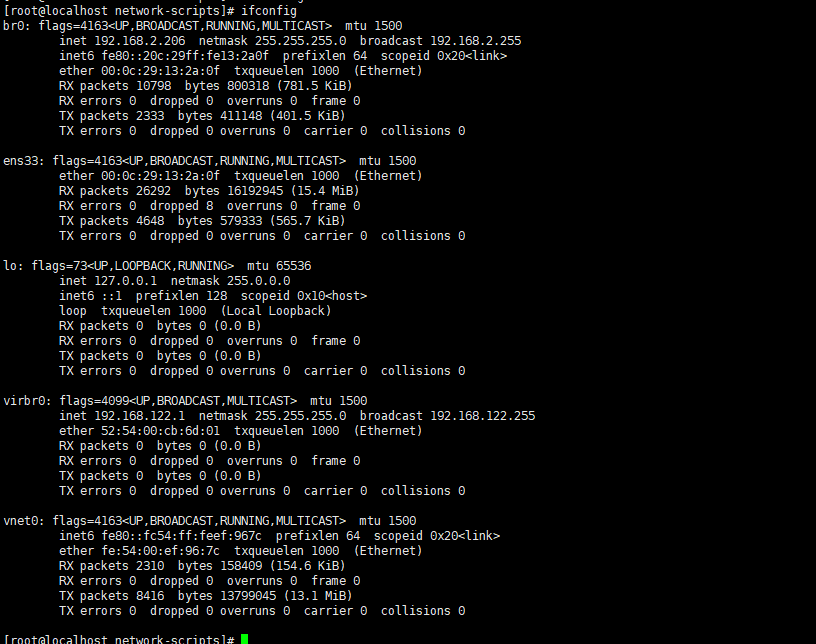 [root@localhost network-scripts]# ifconfig
br0: flags=4163<UP,BROADCAST,RUNNING,MULTICAST>  mtu 1500
        inet 192.168.2.206  netmask 255.255.255.0  broadcast 192.168.2.255
        inet6 fe80::20c:29ff:fe13:2a0f  prefixlen 64  scopeid 0x20<link>
        ether 00:0c:29:13:2a:0f  txqueuelen 1000  (Ethernet)
        RX packets 10798  bytes 800318 (781.5 KiB)
        RX errors 0  dropped 0  overruns 0  frame 0
        TX packets 2333  bytes 411148 (401.5 KiB)
        TX errors 0  dropped 0 overruns 0  carrier 0  collisions 0

ens33: flags=4163<UP,BROADCAST,RUNNING,MULTICAST>  mtu 1500
        ether 00:0c:29:13:2a:0f  txqueuelen 1000  (Ethernet)
        RX packets 26292  bytes 16192945 (15.4 MiB)
        RX errors 0  dropped 8  overruns 0  frame 0
        TX packets 4648  bytes 579333 (565.7 KiB)
        TX errors 0  dropped 0 overruns 0  carrier 0  collisions 0

lo: flags=73<UP,LOOPBACK,RUNNING>  mtu 65536
        inet 127.0.0.1  netmask 255.0.0.0
        inet6 ::1  prefixlen 128  scopeid 0x10<host>
        loop  txqueuelen 1000  (Local Loopback)
        RX packets 0  bytes 0 (0.0 B)
        RX errors 0  dropped 0  overruns 0  frame 0
        TX packets 0  bytes 0 (0.0 B)
        TX errors 0  dropped 0 overruns 0  carrier 0  collisions 0

virbr0: flags=4099<UP,BROADCAST,MULTICAST>  mtu 1500
        inet 192.168.122.1  netmask 255.255.255.0  broadcast 192.168.122.255
        ether 52:54:00:cb:6d:01  txqueuelen 1000  (Ethernet)
        RX packets 0  bytes 0 (0.0 B)
        RX errors 0  dropped 0  overruns 0  frame 0
        TX packets 0  bytes 0 (0.0 B)
        TX errors 0  dropped 0 overruns 0  carrier 0  collisions 0

vnet0: flags=4163<UP,BROADCAST,RUNNING,MULTICAST>  mtu 1500
        inet6 fe80::fc54:ff:feef:967c  prefixlen 64  scopeid 0x20<link>
        ether fe:54:00:ef:96:7c  txqueuelen 1000  (Ethernet)
        RX packets 2310  bytes 158409 (154.6 KiB)
        RX errors 0  dropped 0  overruns 0  frame 0
        TX packets 8416  bytes 13799045 (13.1 MiB)
        TX errors 0  dropped 0 overruns 0  carrier 0  collisions 0

[root@localhost network-scripts]#